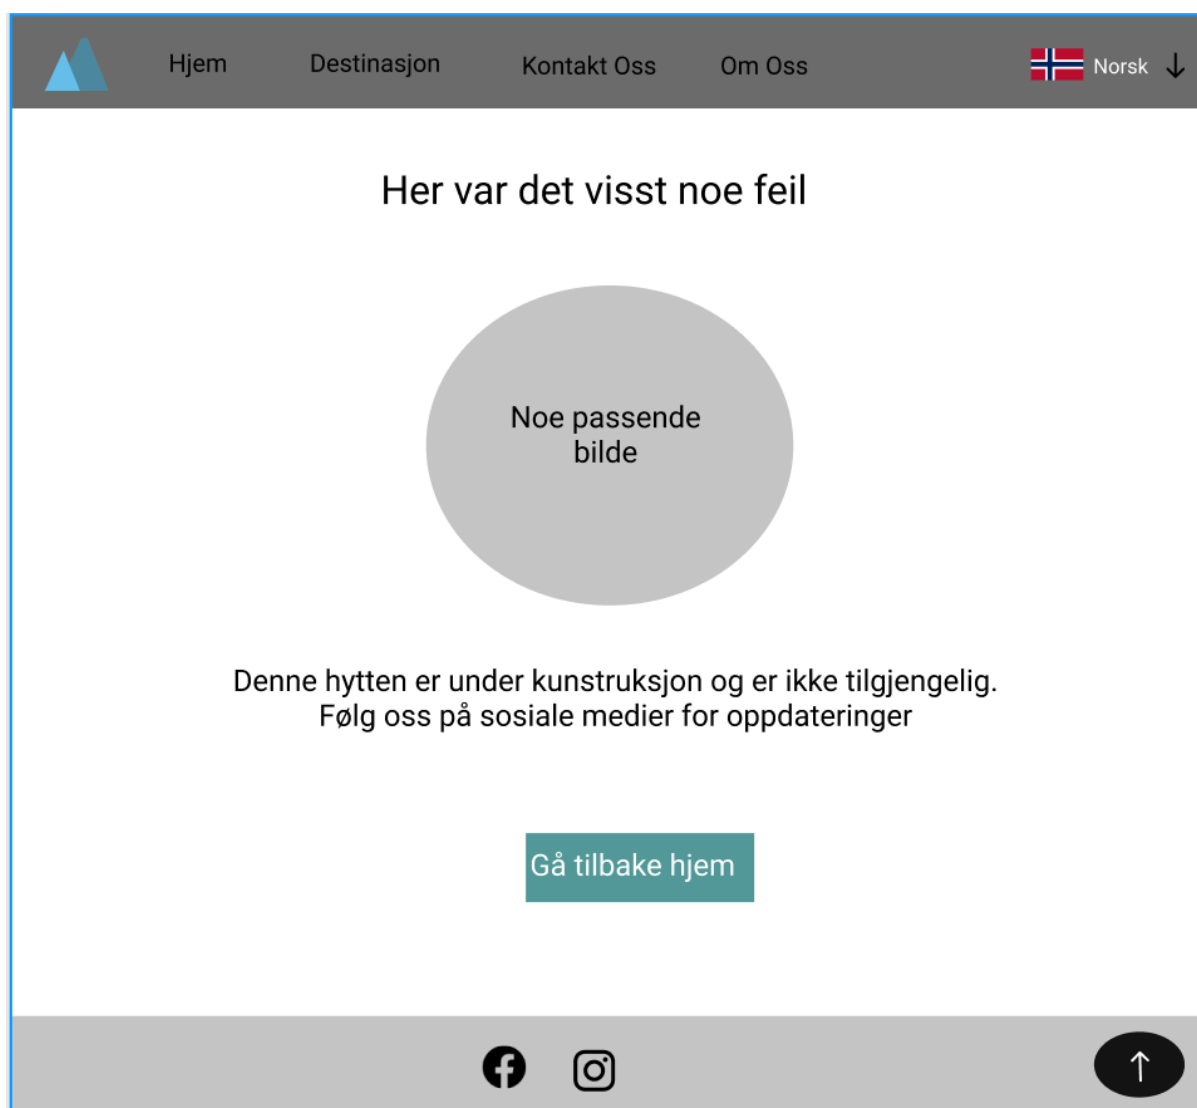 Hjem Destinasjon Kontakt Oss Om Oss Norsk
Her var det visst noe feil
Noe passende
bilde
Denne hytten er under kunstruksjon og er ikke tilgjengelig.
Følg oss på sosiale medier for oppdateringer
Gå tilbake hjem